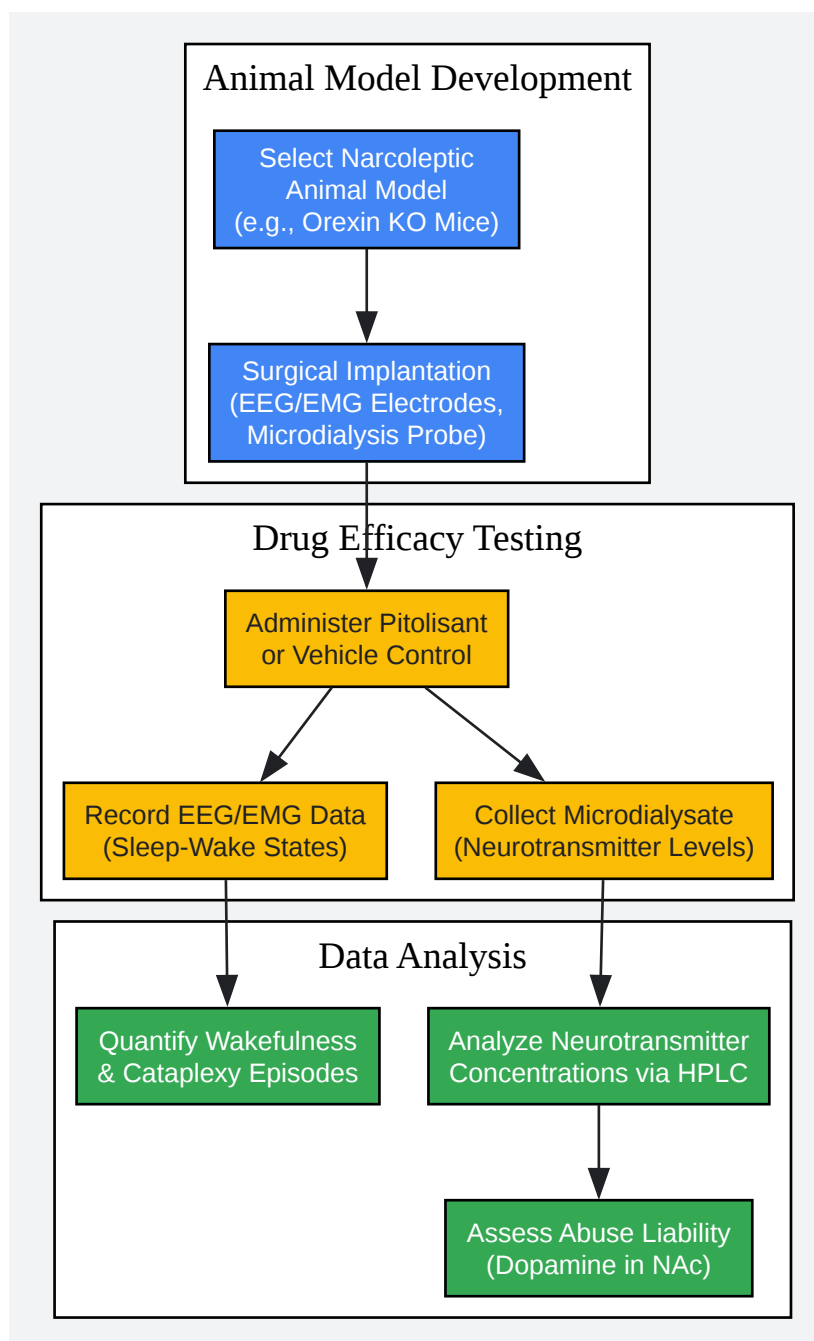 Animal Model Development
Select Narcoleptic
Animal Model
(e.g., Orexin KO Mice)
Surgical Implantation
(EEG/EMG Electrodes,
Microdialysis Probe)
Drug Efficacy Testing
Administer Pitolisant
or Vehicle Control
Record EEG/EMG Data
(Sleep-Wake States)
Collect Microdialysate
(Neurotransmitter Levels)
Data Analysis
Quantify Wakefulness
& Cataplexy Episodes
Analyze Neurotransmitter
Concentrations via HPLC
Assess Abuse Liability
(Dopamine in NAc)